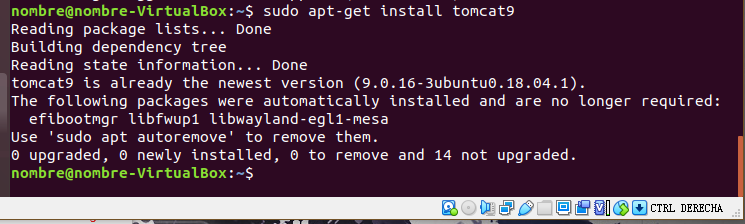 nombre@nombre-VirtualBox:~$ sudo apt-get install tomcat9
Reading package lists... Done
Building dependency tree
Reading state information... Done
tomcat9 is already the newest version (9.0.16-3ubuntu0.18.04.1).
The following packages were automatically installed and are no longer required:
  efibootmgr libfwup1 libwayland-egl1-mesa
Use 'sudo apt autoremove' to remove them.
0 upgraded, 0 newly installed, 0 to remove and 14 not upgraded.
nombre@nombre-VirtualBox:~$
CTRL DERECHA